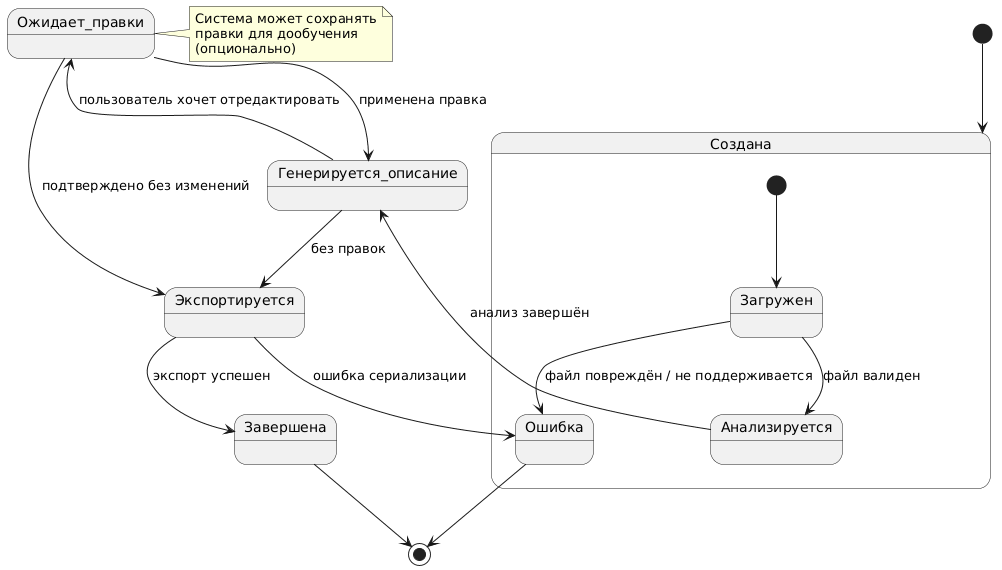 Ожидает_правки
Система может сохранять
правки для дообучения
(опционально)
пользователь хочет отредактировать
применена правка
Создана
Генерируется_описание
подтверждено без изменений
без правок
Экспортируется
Загружен
анализ завершён
экспорт успешен
ошибка сериализации
файл повреждён / не поддерживается
файл валиден
Завершена
Ошибка
Анализируется